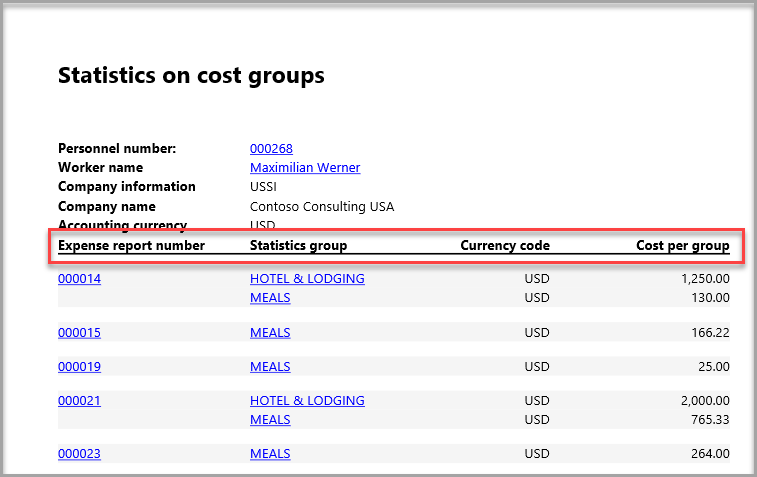 Statistics on cost groups
Personnel number: 000268
Worker name Maximilian Werner
Company information USSI
Company name Contoso Consulting USA
Accounting currency USD
Expense report number Statistics group Currency code Cost per group
000014 HOTEL & LODGING USD 1,250.00
MEALS USD 130.00
000015 MEALS USD 166.22
000019 MEALS USD 25.00
000021 HOTEL & LODGING USD 2,000.00
MEALS USD 765.33
000023 MEALS USD 264.00